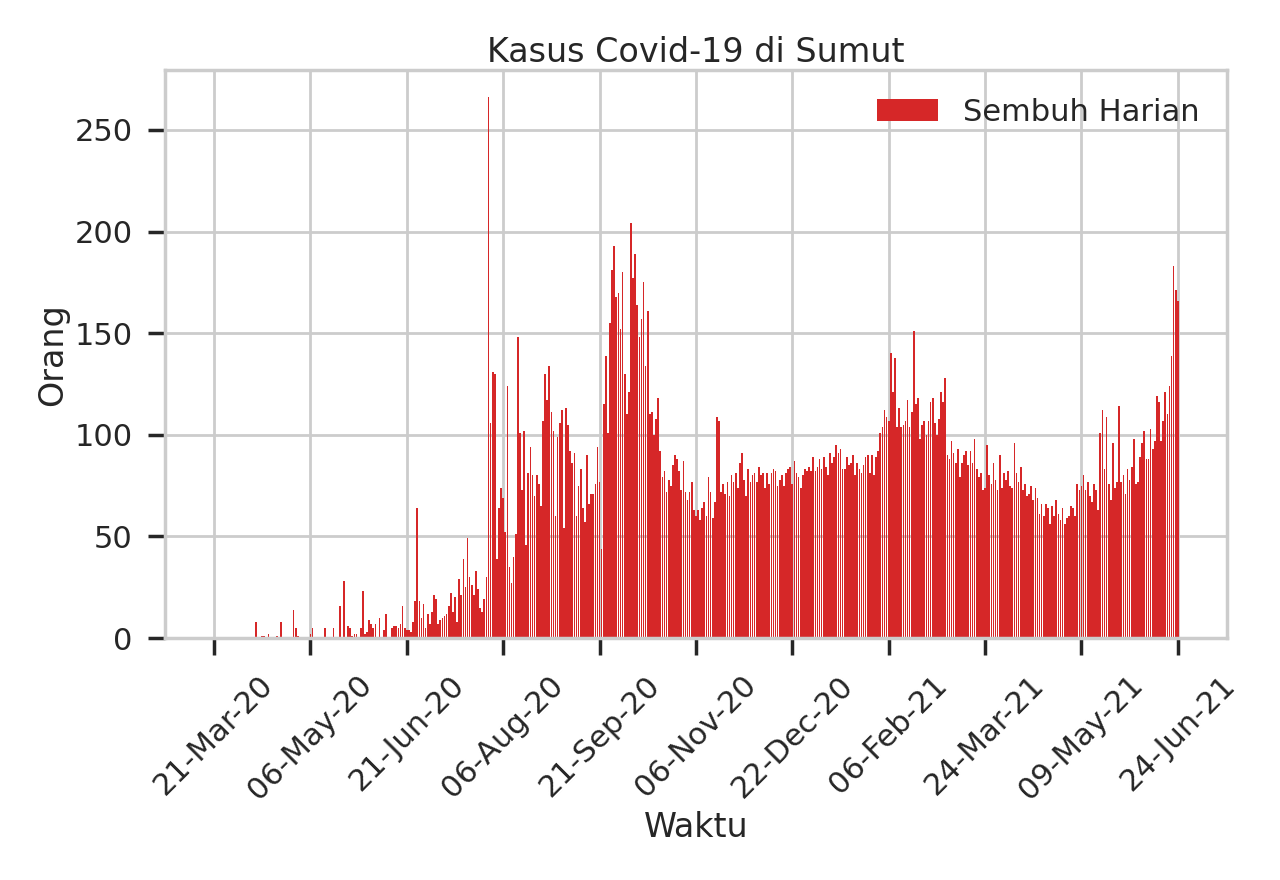 Kasus Covid-19 di Sumut
Sembuh Harian
Orang
250
200
150
100
50
0
21-Mar-20
06-May-20
21-Jun-20
06-Aug-20
21-Sep-20
06-Nov-20
22-Dec-20
06-Feb-21
24-Mar-21
09-May-21
24-Jun-21
Waktu